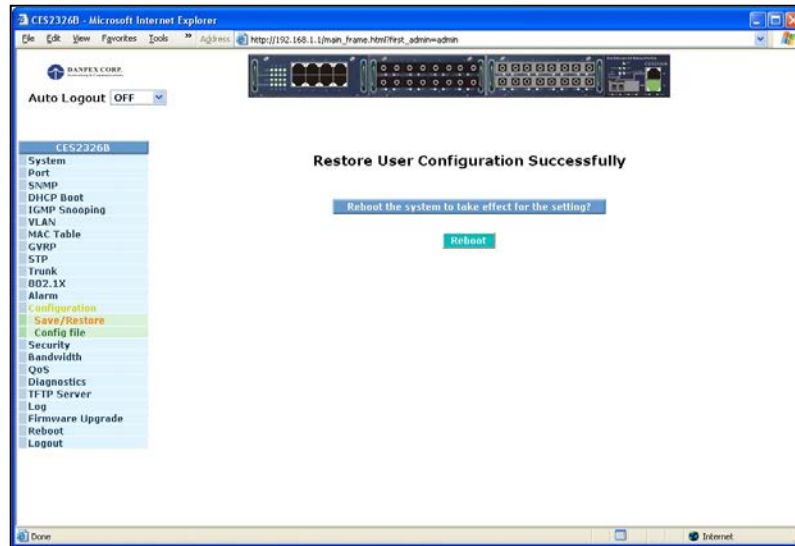 CES2326B - Microsoft Internet Explorer
File Edit View Favorites Tools » Address http://192.168.1.1/main_frame.html?first_admin=admin
DANPEX CORP.
Auto Logout OFF
CES2326B
System
Port
SNMP
DHCP Boot
IGMP Snooping
VLAN
MAC Table
GVRP
STP
Trunk
802.1X
Alarm
Configuration
Save/Restore
Config file
Security
Bandwidth
QoS
Diagnostics
TFTP Server
Log
Firmware Upgrade
Reboot
Logout
Restore User Configuration Successfully
Reboot the system to take effect for the setting?
Reboot
Done
Internet